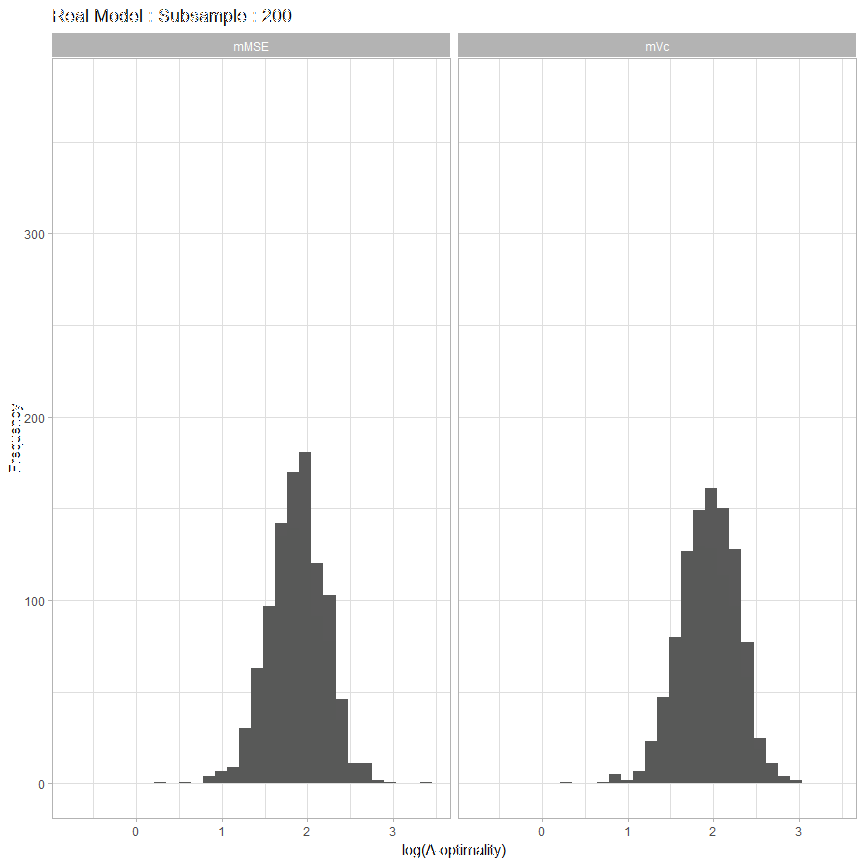 Real Model : Subsample : 200
mMSE
mVc
Frequency
300
200
100
0
0 1 2 3
0 1 2 3
log(A-optimality)